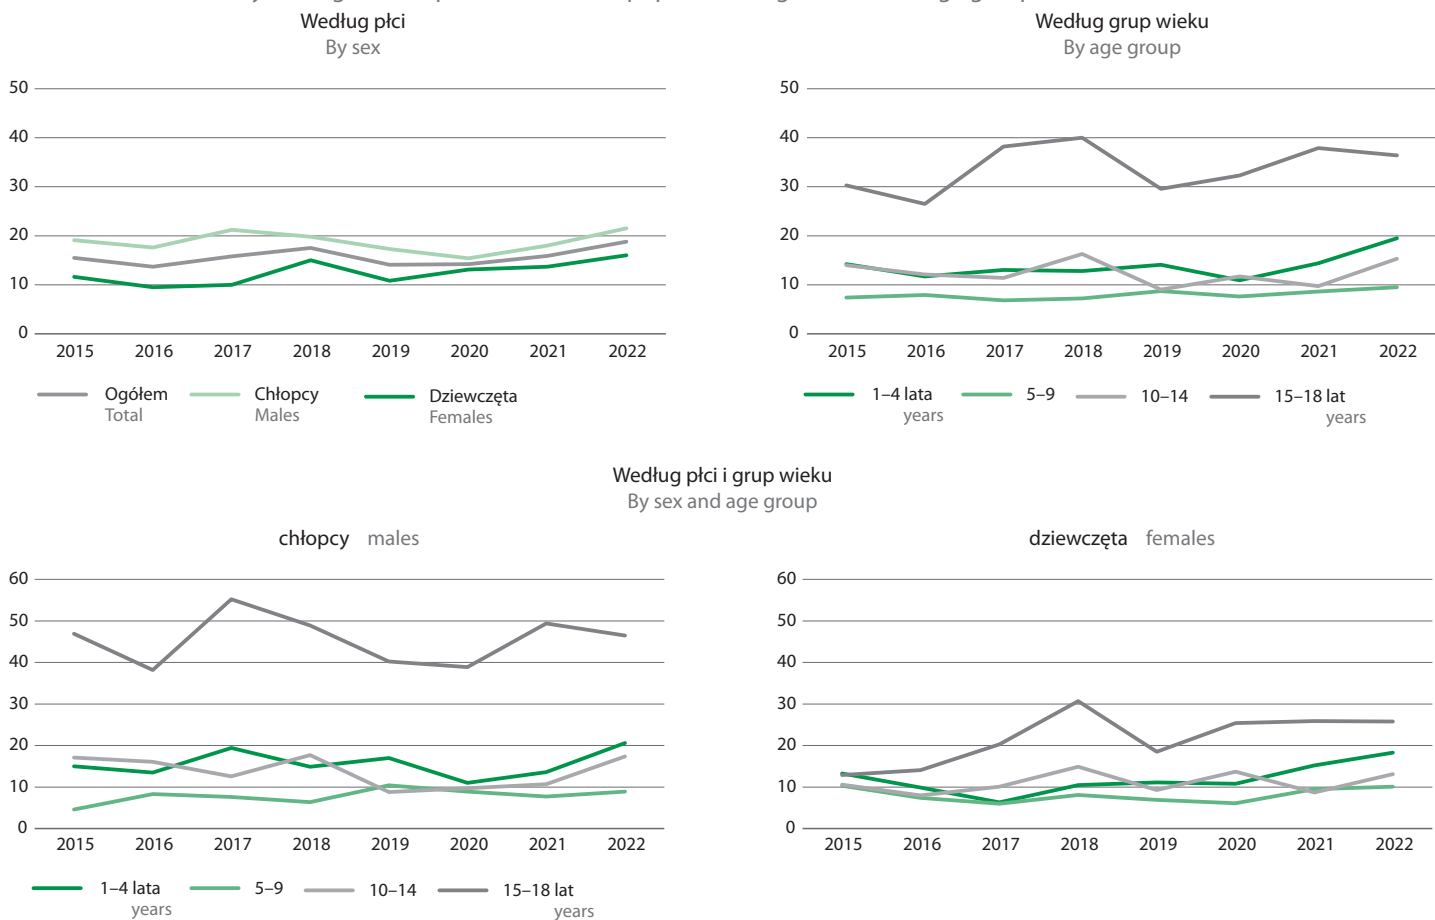 Według płci
By sex
50
40
30
20
10
0
2015 2016 2017 2018 2019 2020 2021 2022
Ogółem
Total
Chłopcy
Males
Dziewczęta
Females
Według grup wieku
By age group
50
40
30
20
10
0
2015 2016 2017 2018 2019 2020 2021 2022
1–4 lata
years
5–9
10–14
15–18 lat
years
Według płci i grup wieku
By sex and age group
chłopcy males
60
50
40
30
20
10
0
2015 2016 2017 2018 2019 2020 2021 2022
1–4 lata
years
5–9
10–14
15–18 lat
years
dziewczęta females
60
50
40
30
20
10
0
2015 2016 2017 2018 2019 2020 2021 2022